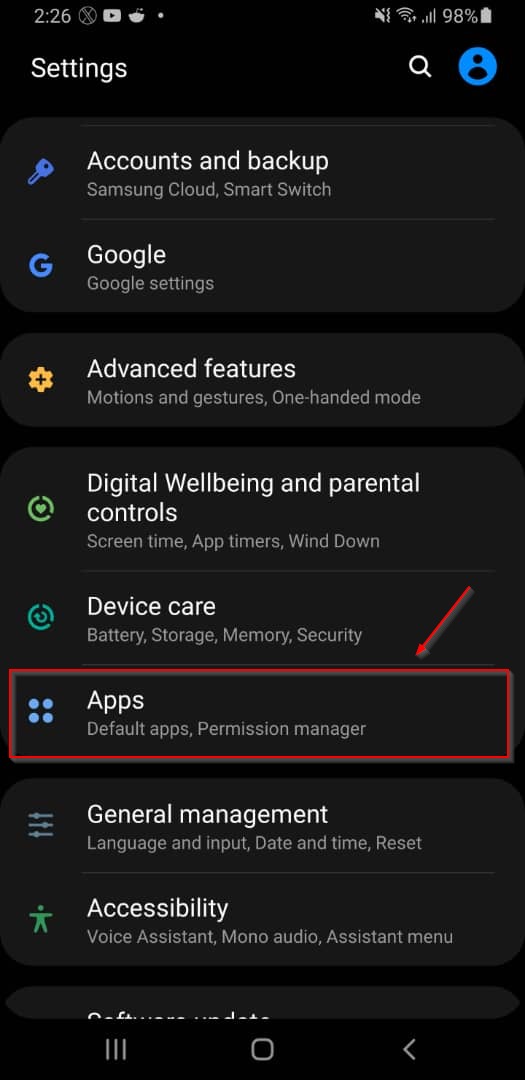 2:26
98%
Settings
Accounts and backup
Samsung Cloud, Smart Switch
Google
Google settings
Advanced features
Motions and gestures, One-handed mode
Digital Wellbeing and parental
controls
Screen time, App timers, Wind Down
Device care
Battery, Storage, Memory, Security
Apps
Default apps, Permission manager
General management
Language and input, Date and time, Reset
Accessibility
Voice Assistant, Mono audio, Assistant menu
Software update